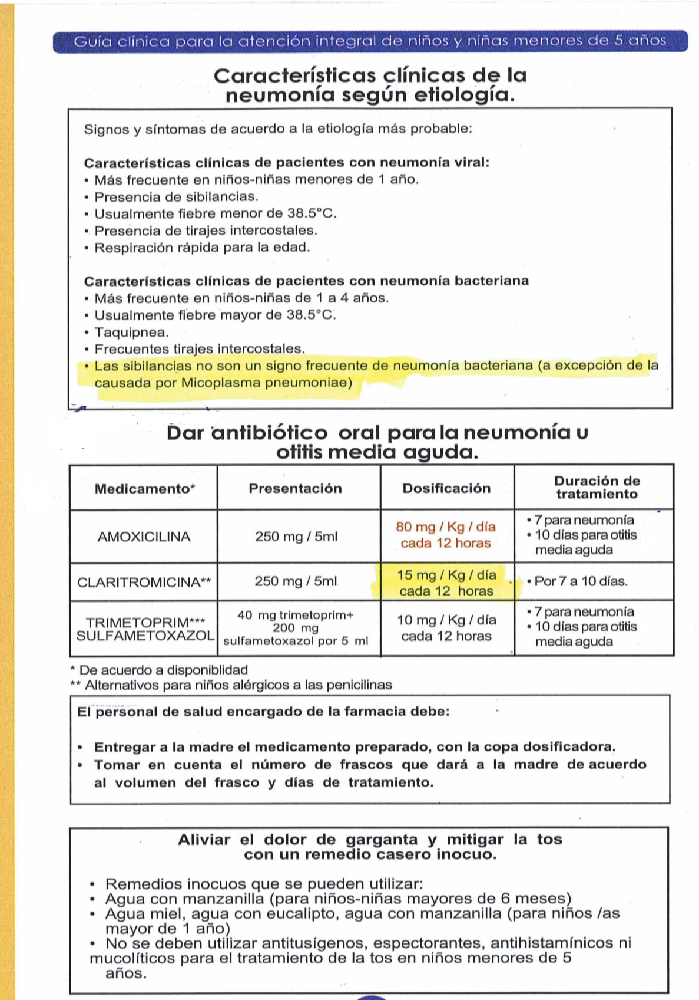 Guía clínica para la atención integral de niños y niñas menores de 5 años
Características clínicas de la
neumonía según etiología.
Signos y síntomas de acuerdo a la etiología más probable:
Características clínicas de pacientes con neumonía viral:
• Más frecuente en niños-niñas menores de 1 año.
• Presencia de sibilancias.
• Usualmente fiebre menor de 38.5°C.
• Presencia de tirajes intercostales.
• Respiración rápida para la edad.
Características clínicas de pacientes con neumonía bacteriana
• Más frecuente en niños-niñas de 1 a 4 años.
• Usualmente fiebre mayor de 38.5°C.
• Taquipnea.
• Frecuentes tirajes intercostales.
• Las sibilancias no son un signo frecuente de neumonía bacteriana (a excepción de la
causada por Micoplasma pneumoniae)
Dar antibiótico oral para la neumonía u
otitis media aguda.
Medicamento*
Presentación
Dosificación
Duración de
tratamiento
AMOXICILINA
250 mg / 5ml
80 mg / Kg / día
cada 12 horas
• 7 para neumonía
• 10 días para otitis
media aguda
CLARITROMICINA**
250 mg / 5ml
15 mg / Kg / día
cada 12 horas
• Por 7 a 10 días.
TRIMETOPRIM***
SULFAMETOXAZOL
40 mg trimetoprim+
200 mg
sulfametoxazol por 5 ml
10 mg / Kg / día
cada 12 horas
• 7 para neumonía
• 10 días para otitis
media aguda
* De acuerdo a disponiblidad
** Alternativos para niños alérgicos a las penicilinas
El personal de salud encargado de la farmacia debe:
• Entregar a la madre el medicamento preparado, con la copa dosificadora.
• Tomar en cuenta el número de frascos que dará a la madre de acuerdo
al volumen del frasco y días de tratamiento.
Aliviar el dolor de garganta y mitigar la tos
con un remedio casero inocuo.
• Remedios inocuos que se pueden utilizar:
• Agua con manzanilla (para niños-niñas mayores de 6 meses)
• Agua miel, agua con eucalipto, agua con manzanilla (para niños /as
mayor de 1 año)
• No se deben utilizar antitusígenos, espectorantes, antihistamínicos ni
mucolíticos para el tratamiento de la tos en niños menores de 5
años.